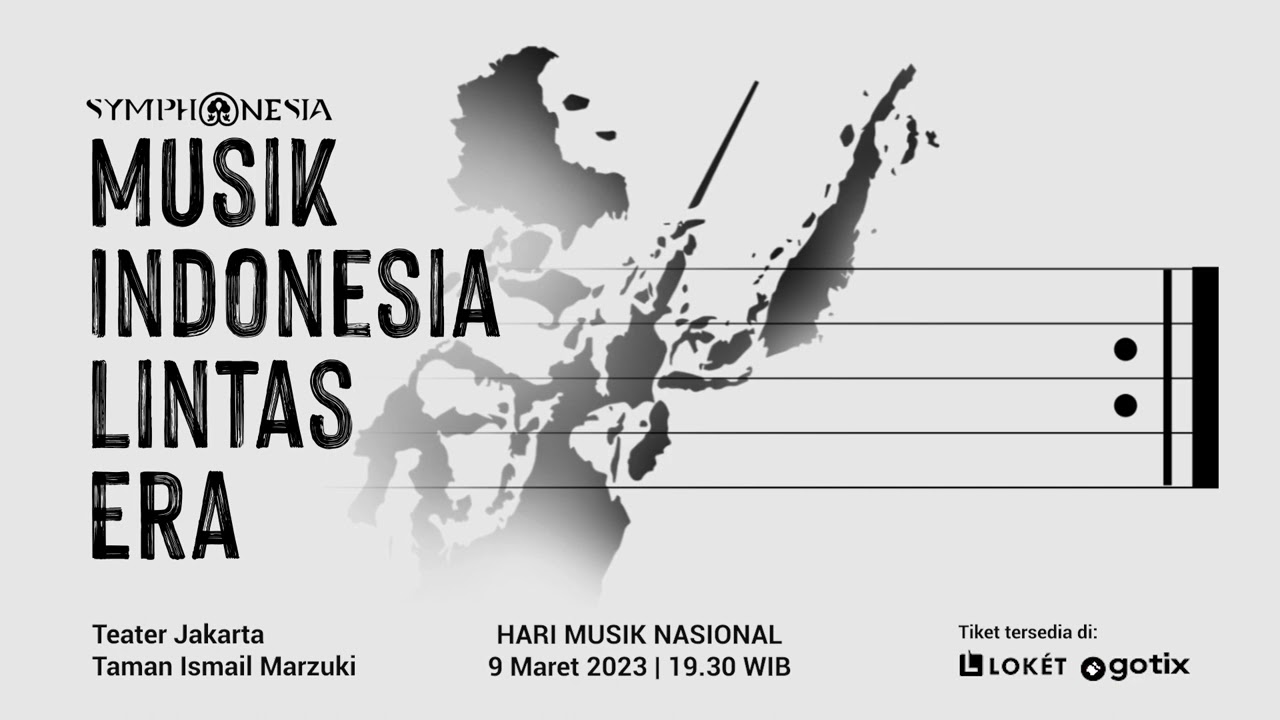 SYMPHONESIA
MUSIK
INDONESIA
LINTAS
ERA
Teater Jakarta
Taman Ismail Marzuki
HARI MUSIK NASIONAL
9 Maret 2023 | 19.30 WIB
Tiket tersedia di:
LOKÉT gotix